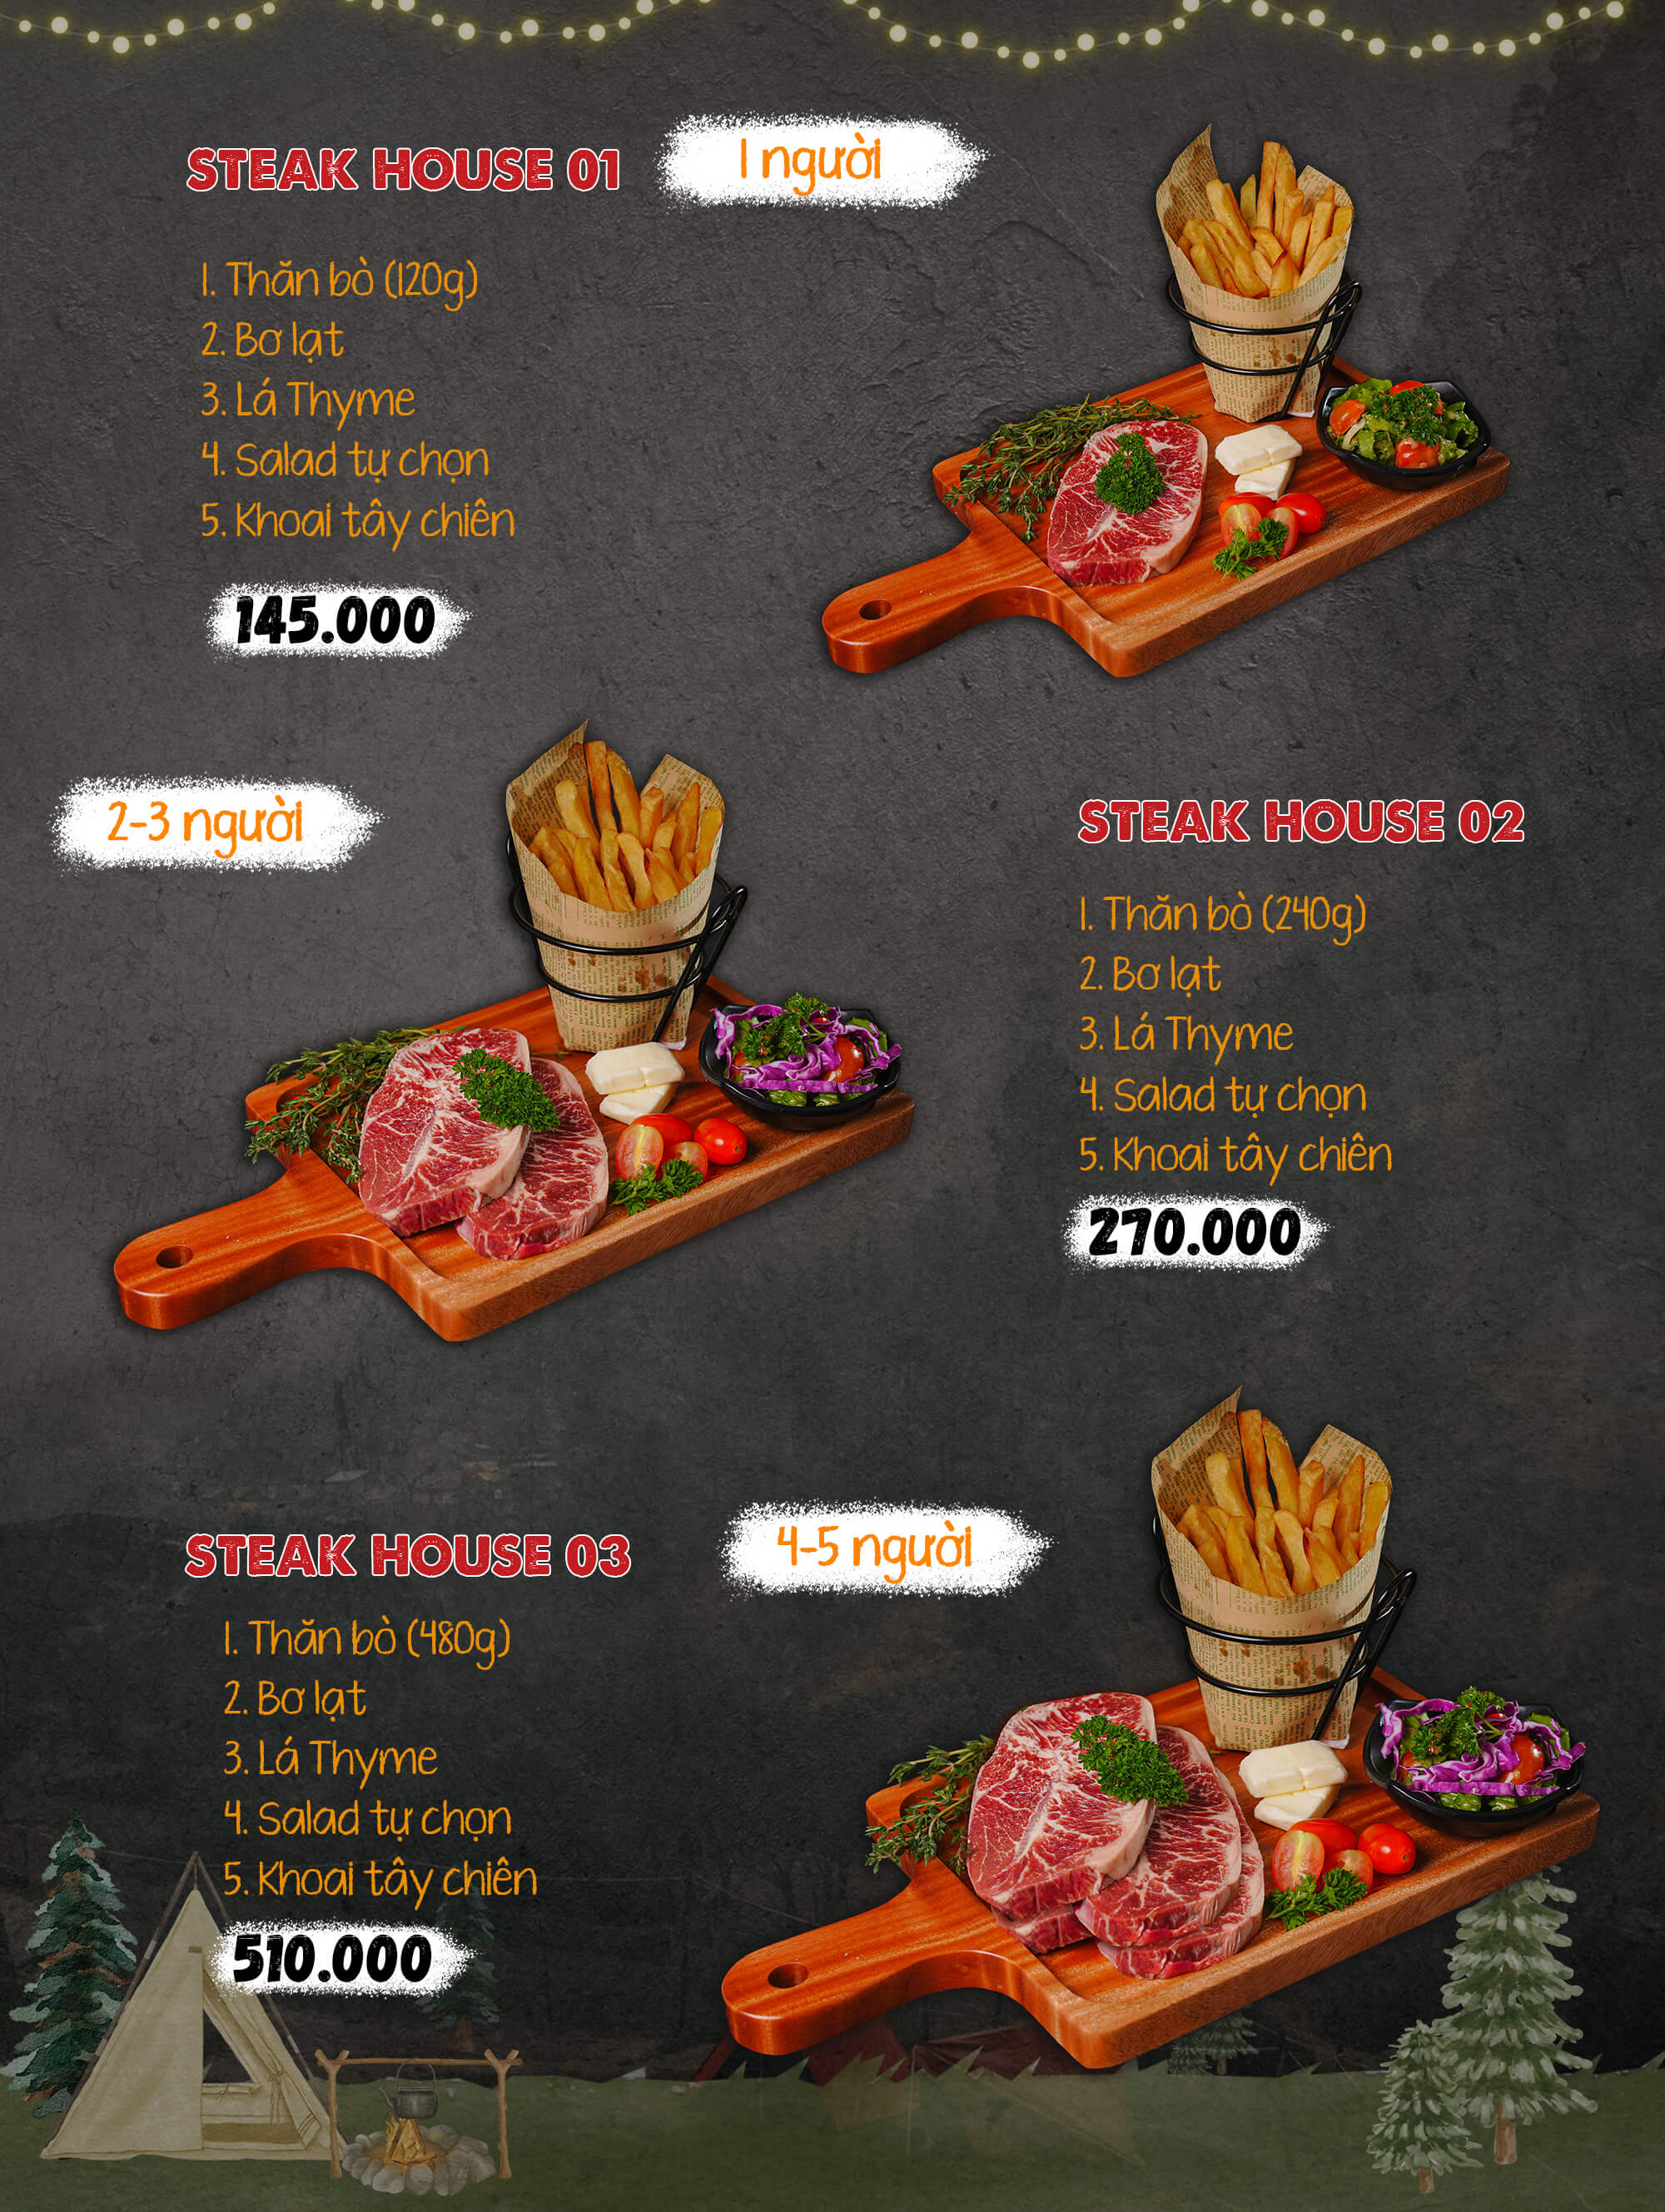 STEAK HOUSE 01
1 người
1. Thăn bò (120g)
2. Bơ lạt
3. Lá Thyme
4. Salad tự chọn
5. Khoai tây chiên
145.000
2-3 người
STEAK HOUSE 02
1. Thăn bò (240g)
2. Bơ lạt
3. Lá Thyme
4. Salad tự chọn
5. Khoai tây chiên
270.000
STEAK HOUSE 03
4-5 người
1. Thăn bò (480g)
2. Bơ lạt
3. Lá Thyme
4. Salad tự chọn
5. Khoai tây chiên
510.000